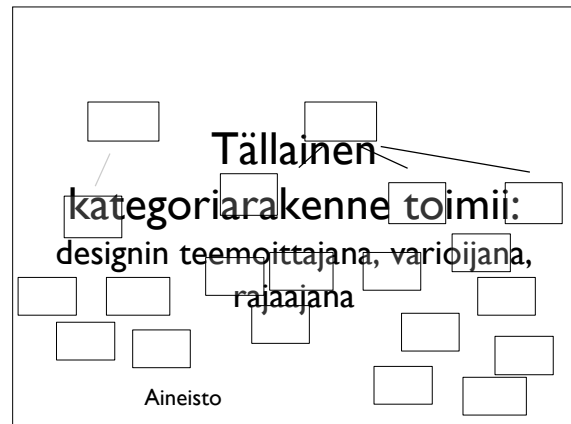 Tällainen
kategoriarakenne toimii:
designin teemoittajana, varioijana,
rajaajana
Aineisto